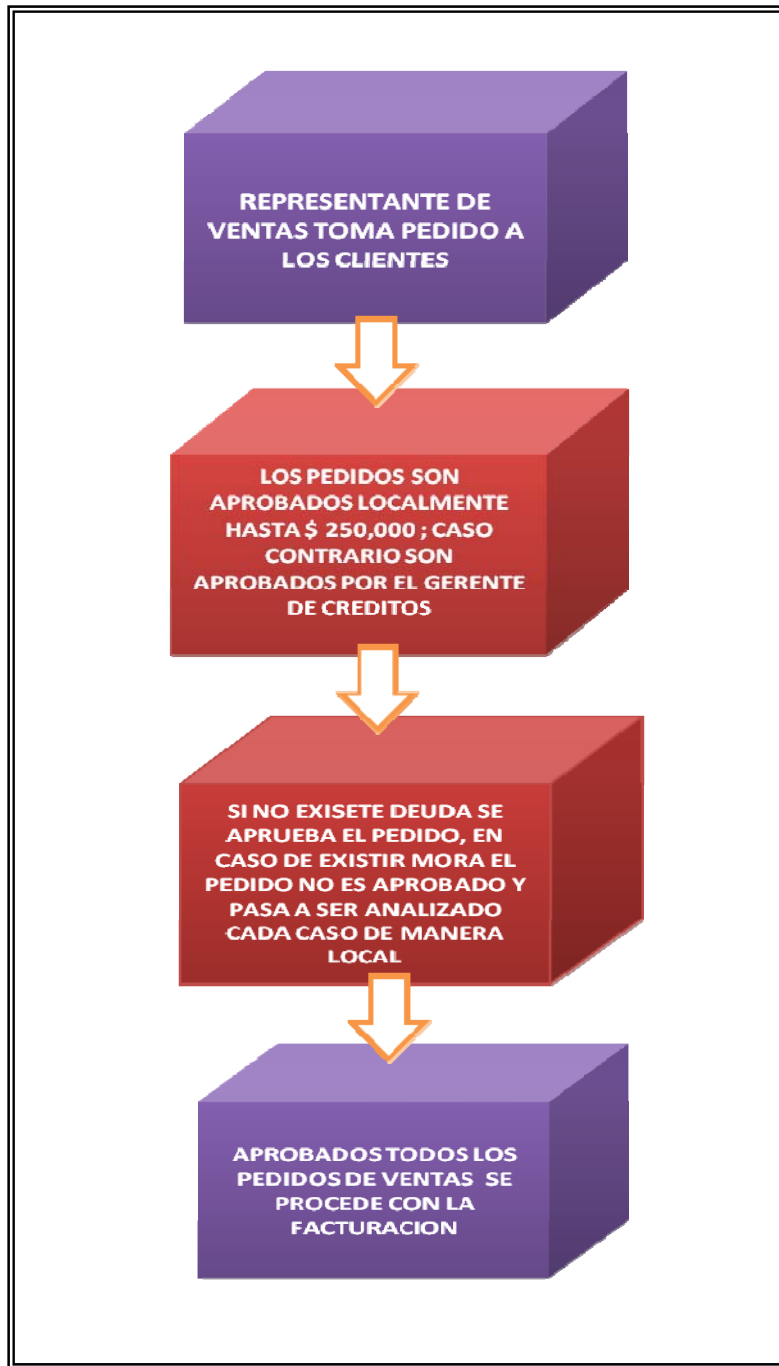 REPRESENTANTE DE
VENTAS TOMA PEDIDO A
LOS CLIENTES
LOS PEDIDOS SON
APROBADOS LOCALMENTE
HASTA $ 250,000 ; CASO
CONTRARIO SON
APROBADOS POR EL GERENTE
DE CREDITOS
SI NO EXISETE DEUDA SE
APRUEBA EL PEDIDO, EN
CASO DE EXISTIR MORA EL
PEDIDO NO ES APROBADO Y
PASA A SER ANALIZADO
CADA CASO DE MANERA
LOCAL
APROBADOS TODOS LOS
PEDIDOS DE VENTAS SE
PROCEDE CON LA
FACTURACION